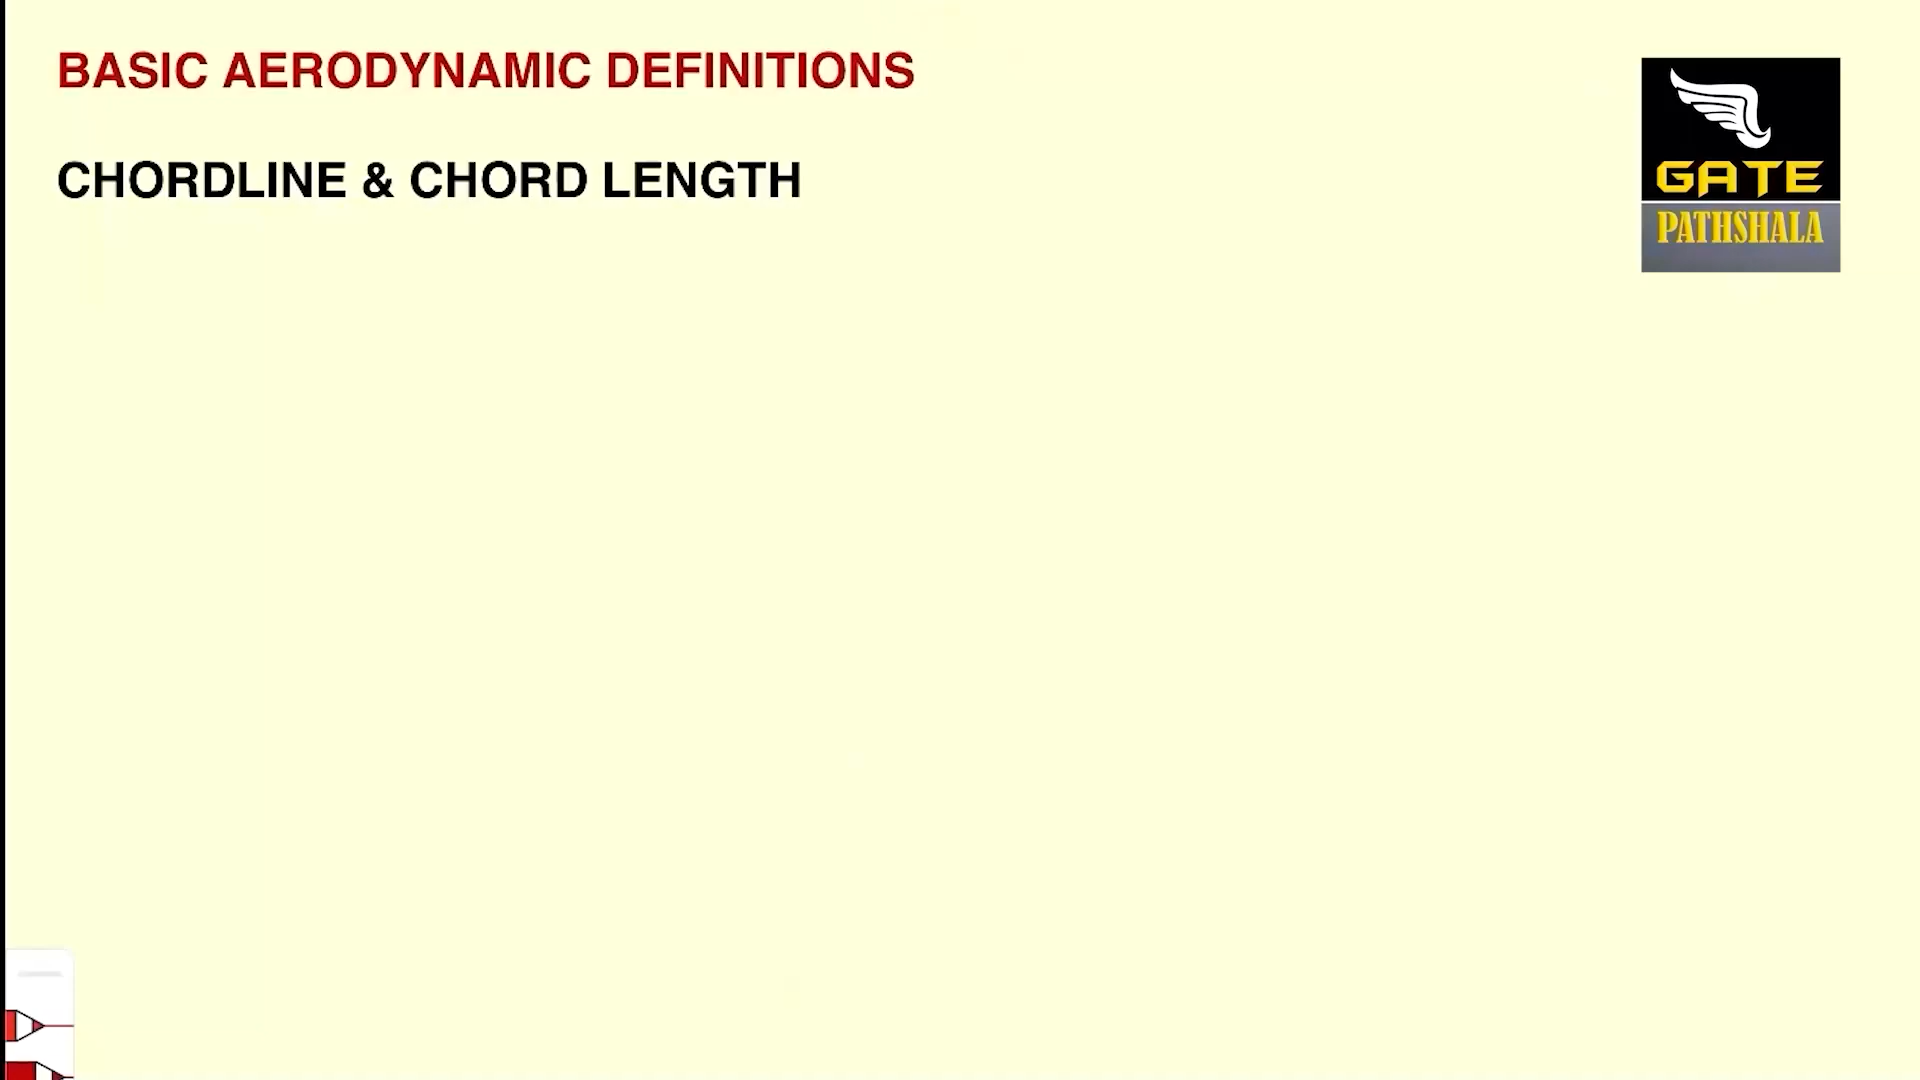 BASIC AERODYNAMIC DEFINITIONS
CHORDLINE & CHORD LENGTH
GATE
PATHSHALA